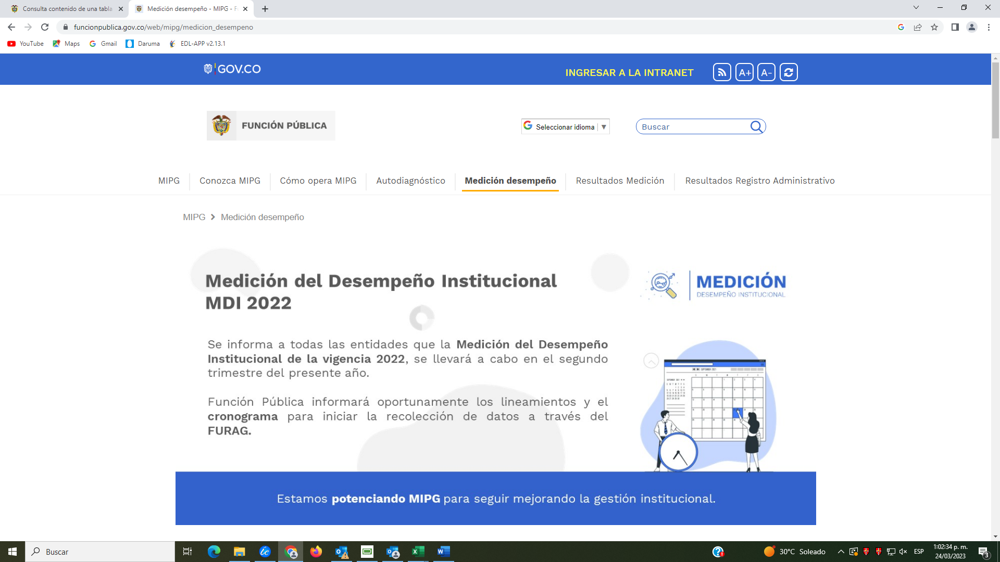 Consulta contenido de una tabla
Medición desempeño - MIPG - F
funcionpublica.gov.co/web/mipg/medicion_desempeno
YouTube Maps Gmail Daruma EDL-APP v2.13.1
GOV.CO
INGRESAR A LA INTRANET
A+ A-
FUNCIÓN PÚBLICA
Seleccionar idioma ▼
Buscar
MIPG Conozca MIPG Cómo opera MIPG Autodiagnóstico Medición desempeño Resultados Medición Resultados Registro Administrativo
MIPG > Medición desempeño
Medición del Desempeño Institucional
MDI 2022
MEDICIÓN
DESEMPEÑO INSTITUCIONAL
Se informa a todas las entidades que la Medición del Desempeño
Institucional de la vigencia 2022, se llevará a cabo en el segundo
trimestre del presente año.
Función Pública informará oportunamente los lineamientos y el
cronograma para iniciar la recolección de datos a través del
FURAG.
SEPTEMBER 2021
Estamos potenciando MIPG para seguir mejorando la gestión institucional.
Buscar
30°C Soleado
ESP
1:02:34 p. m.
24/03/2023
3